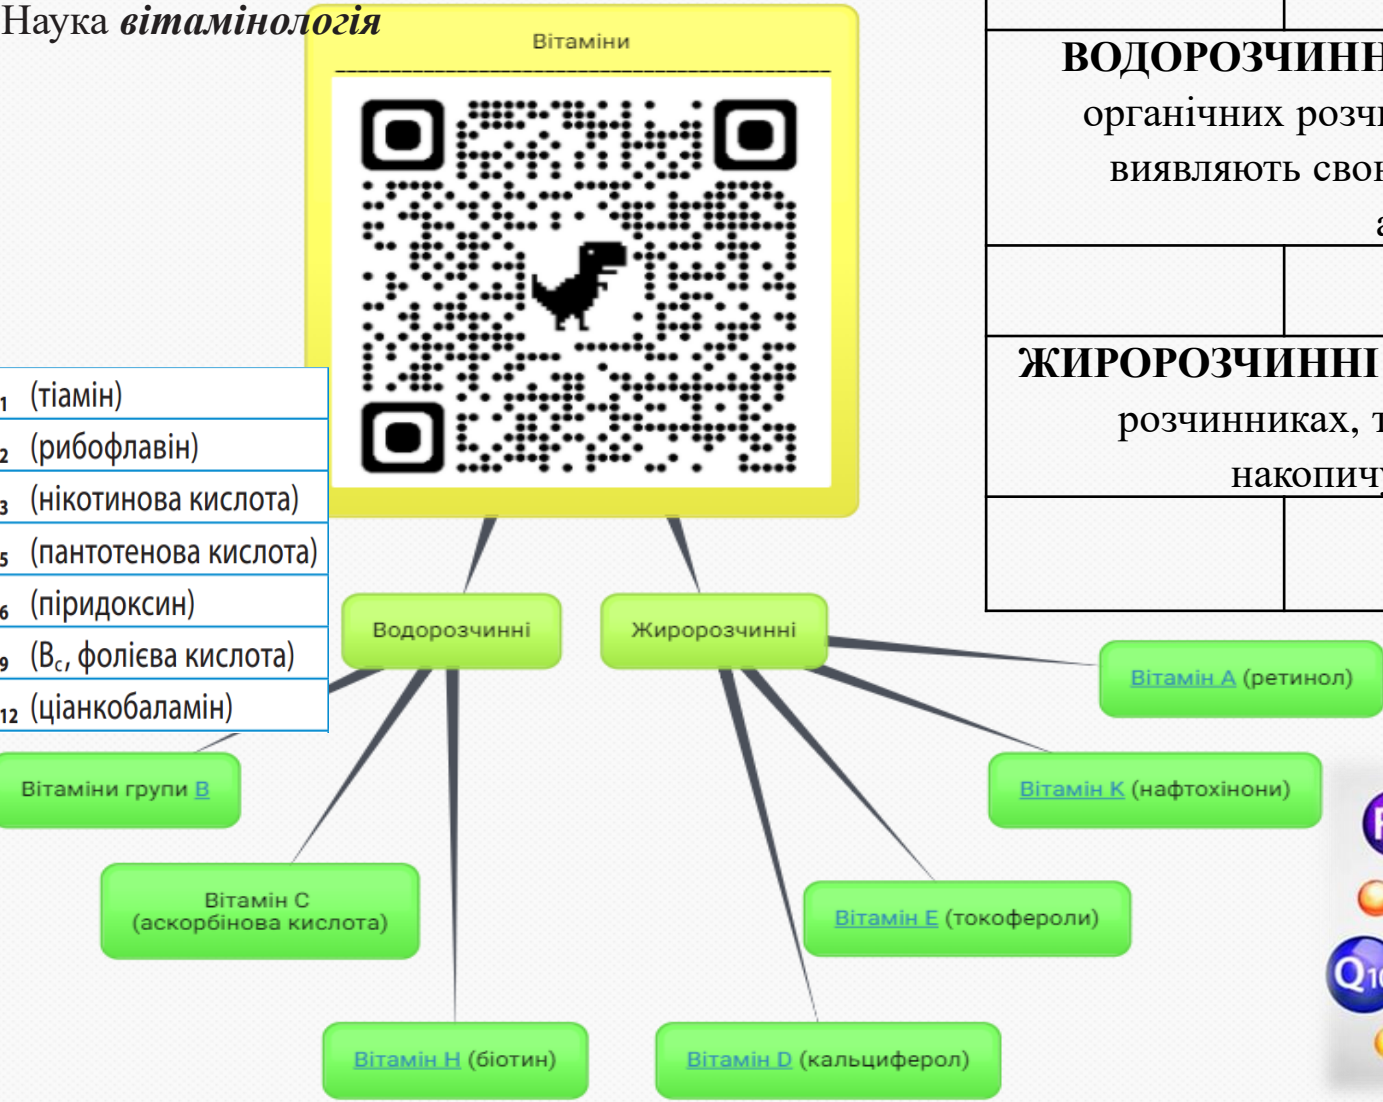 Наука вітамінологія
Вітаміни
ВОДОРОЗЧИНН
органічних розчи
виявляють свою
а
ЖИРОРОЗЧИННІ
розчинниках, т
накопичу
1 (тіамін)
2 (рибофлавін)
3 (нікотинова кислота)
5 (пантотенова кислота)
6 (піридоксин)
9 (Bc, фолієва кислота)
12 (ціанкобаламін)
Водорозчинні
Жиророзчинні
Вітамін А (ретинол)
Вітаміни групи В
Вітамін К (нафтохінони)
Вітамін С
(аскорбінова кислота)
Вітамін Е (токофероли)
Вітамін Н (біотин)
Вітамін D (кальциферол)
Q10